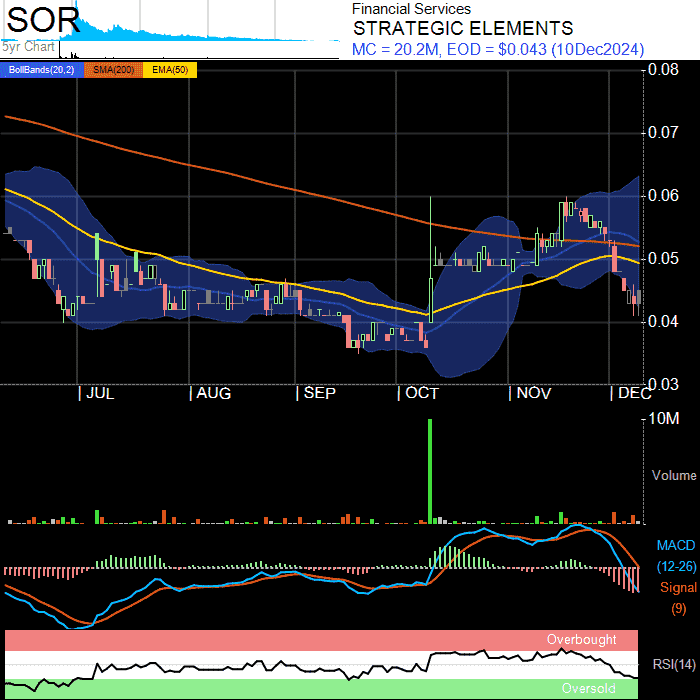 SOR
5yr Chart
Financial Services
STRATEGIC ELEMENTS
MC = 20.2M, EOD = $0.043 (10Dec2024)
BollBands(20,2) SMA(200) EMA(50)
0.08
0.07
0.06
0.05
0.04
0.03
JUL AUG SEP OCT NOV DEC
10M
Volume
MACD
(12-26)
Signal
(9)
Overbought
RSI(14)
Oversold